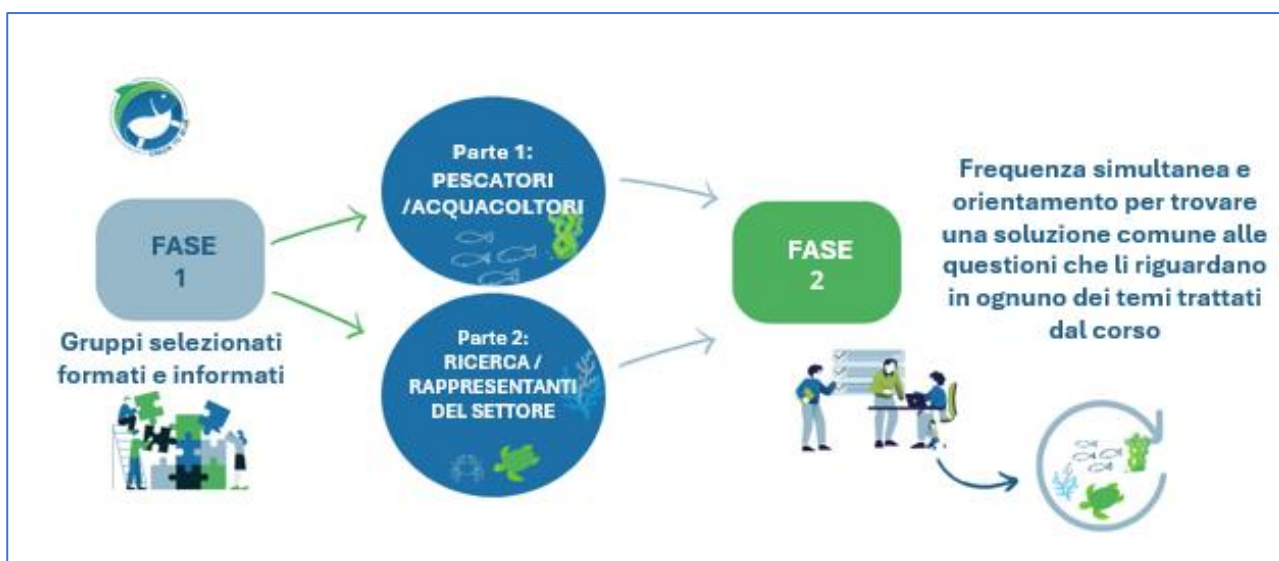 FASE
1
Gruppi selezionati
formati e informati
Parte 1:
PESCATORI
/ACQUACOLTORI
Parte 2:
RICERCA /
RAPPRESENTANTI
DEL SETTORE
FASE
2
Frequenza simultanea e
orientamento per trovare
una soluzione comune alle
questioni che li riguardano
in ognuno dei temi trattati
dal corso